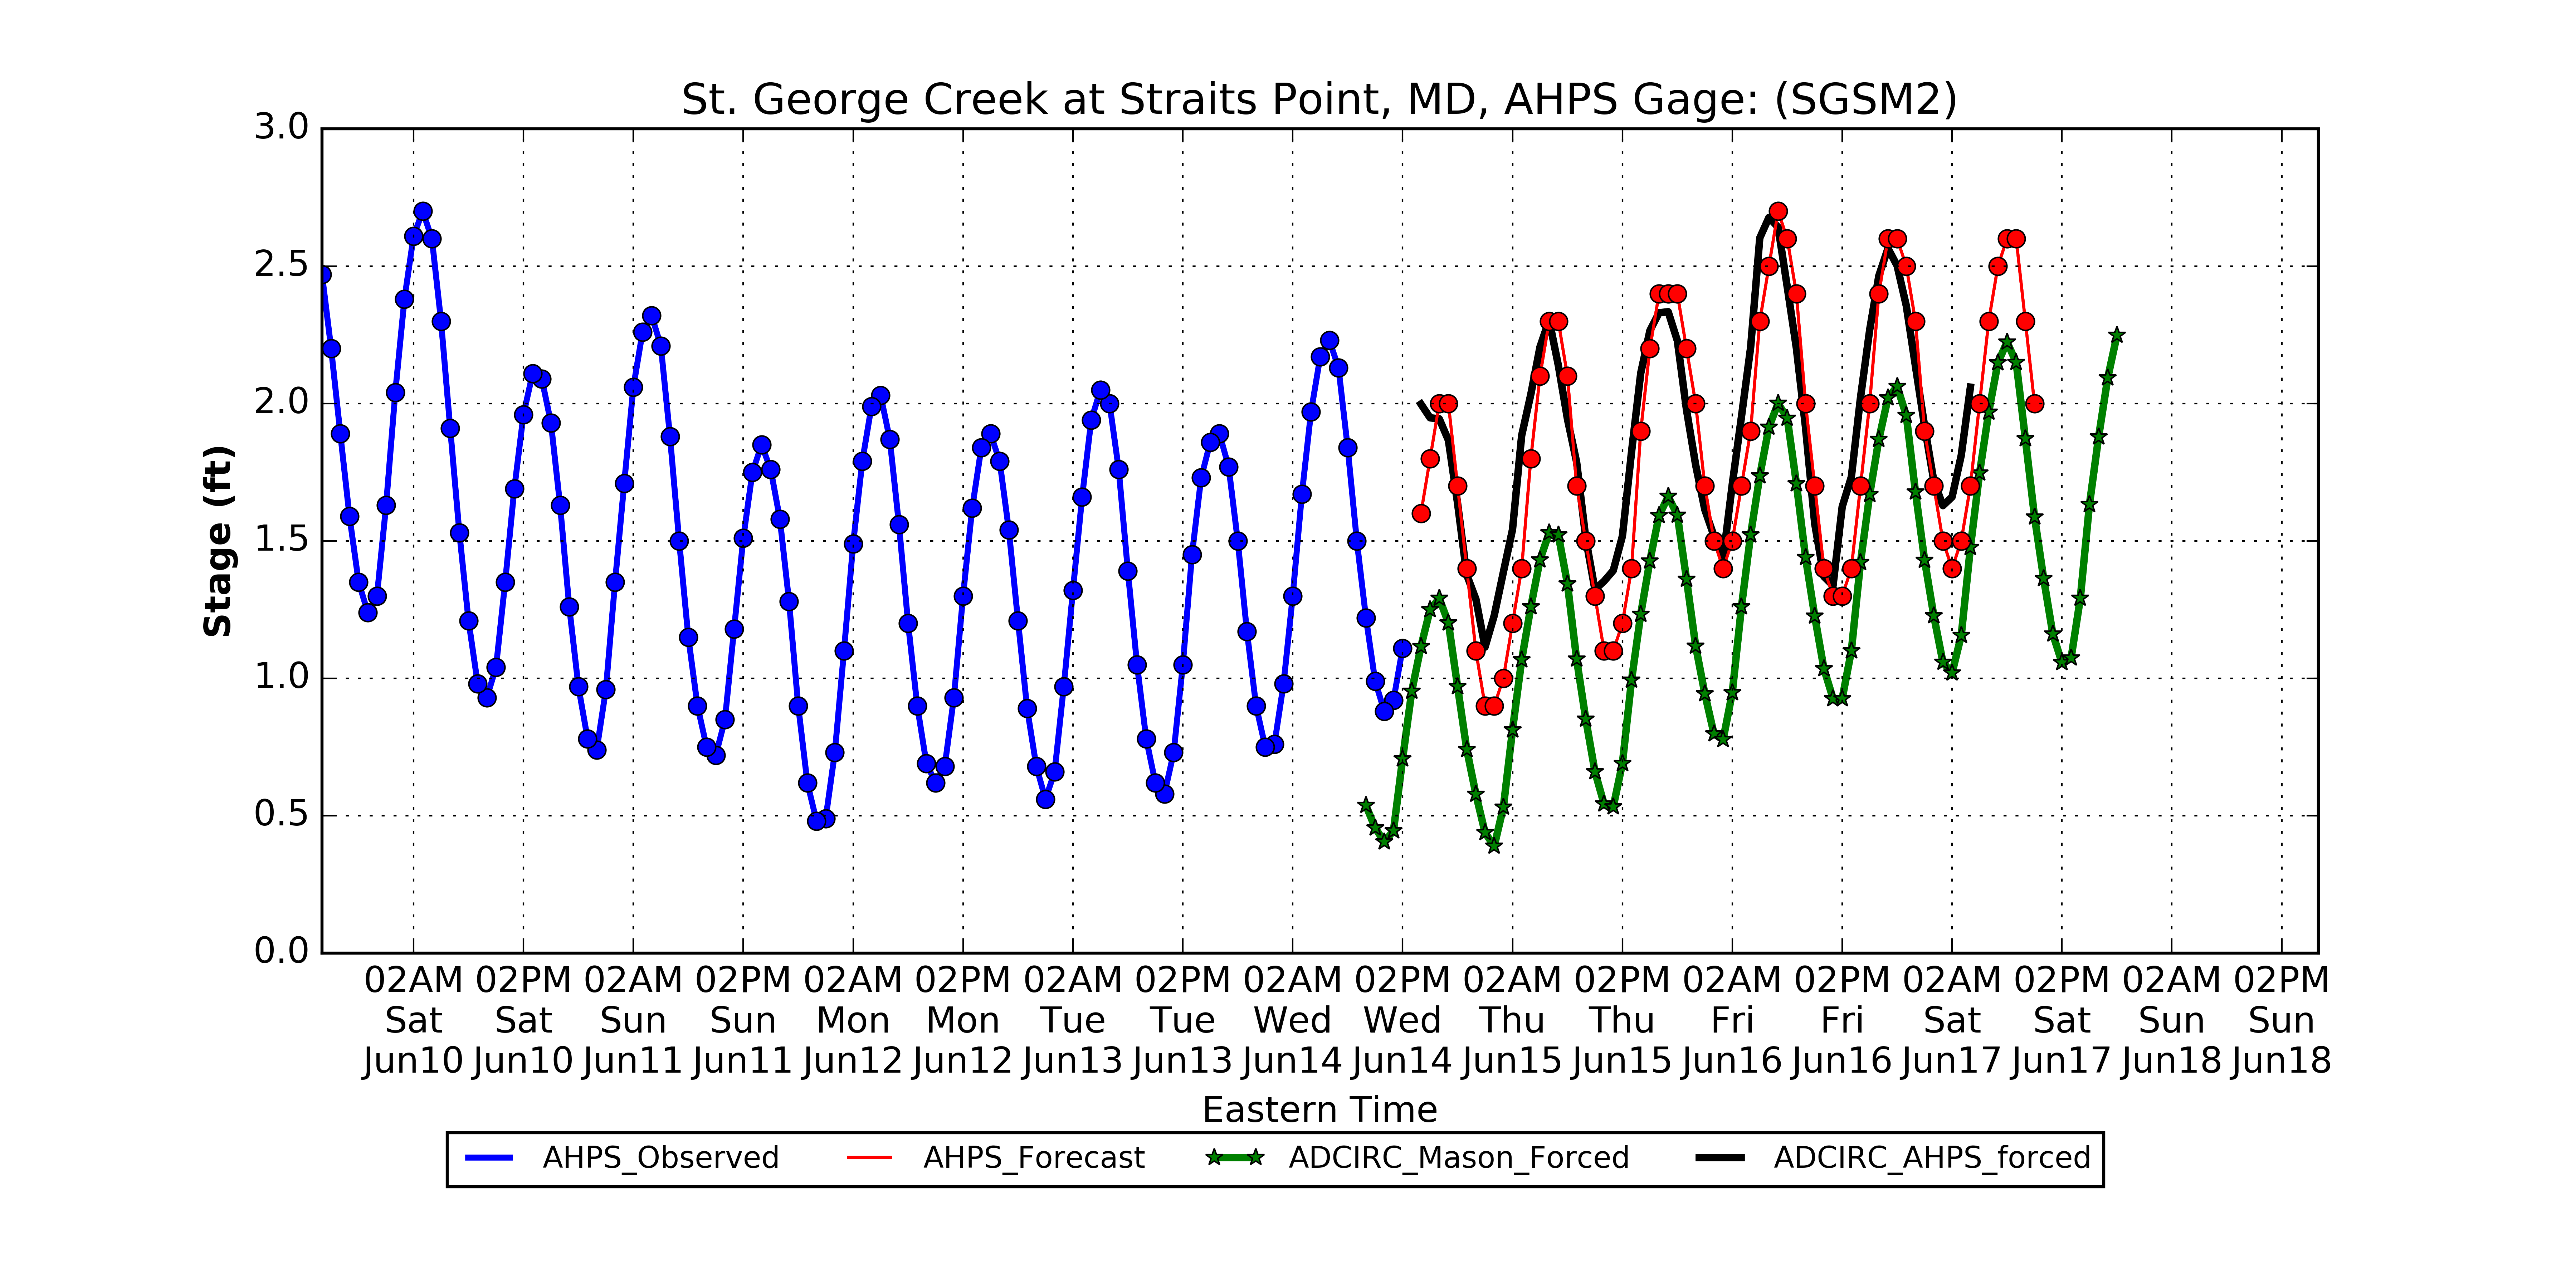 St. George Creek at Straits Point, MD, AHPS Gage: (SGSM2)
3.0
2.5
2.0
1.5
1.0
0.5
0.0
Stage (ft)
02AM 02PM 02AM 02PM 02AM 02PM 02AM 02PM 02AM 02PM 02AM 02PM 02AM 02PM 02AM 02PM 02AM 02PM
Sat Sat Sun Sun Mon Mon Tue Tue Wed Wed Thu Thu Fri Fri Sat Sat Sun Sun
Jun10 Jun10 Jun11 Jun11 Jun12 Jun12 Jun13 Jun13 Jun14 Jun14 Jun15 Jun15 Jun16 Jun16 Jun17 Jun17 Jun18 Jun18
Eastern Time
AHPS_Observed AHPS_Forecast ADCIRC_Mason_Forced ADCIRC_AHPS_forced